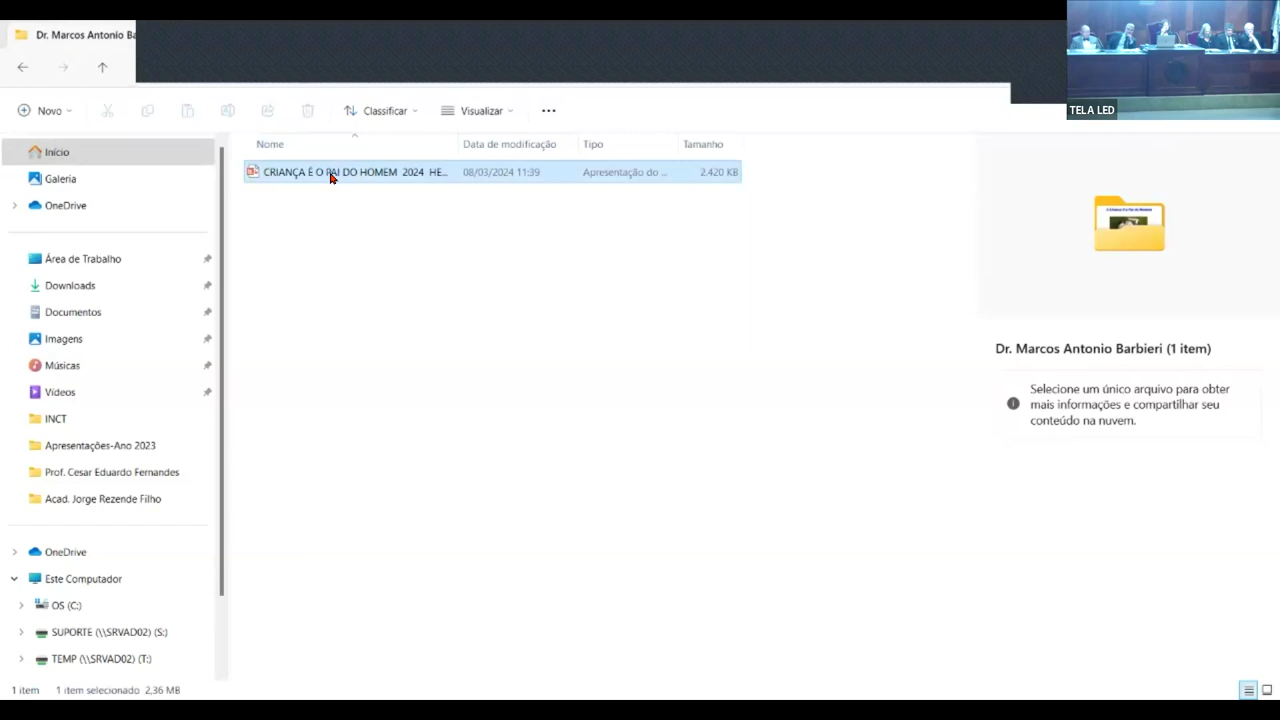 Dr. Marcos Antonio Ba
TELA LED
Novo
Classificar
Visualizar
Nome
Data de modificação
Tipo
Tamanho
CRIANÇA É O PAI DO HOMEM 2024 HE...
08/03/2024 11:39
Apresentação do ...
2.420 KB
Início
Galeria
OneDrive
Área de Trabalho
Downloads
Documentos
Imagens
Músicas
Vídeos
INCT
Apresentações-Ano 2023
Prof. Cesar Eduardo Fernandes
Acad. Jorge Rezende Filho
OneDrive
Este Computador
OS (C:)
SUPORTE (\\SRVAD02) (S:)
TEMP (\\SRVAD02) (T:)
Dr. Marcos Antonio Barbieri (1 item)
Selecione um único arquivo para obter
mais informações e compartilhar seu
conteúdo na nuvem.
1 item
1 item selecionado 2,36 MB